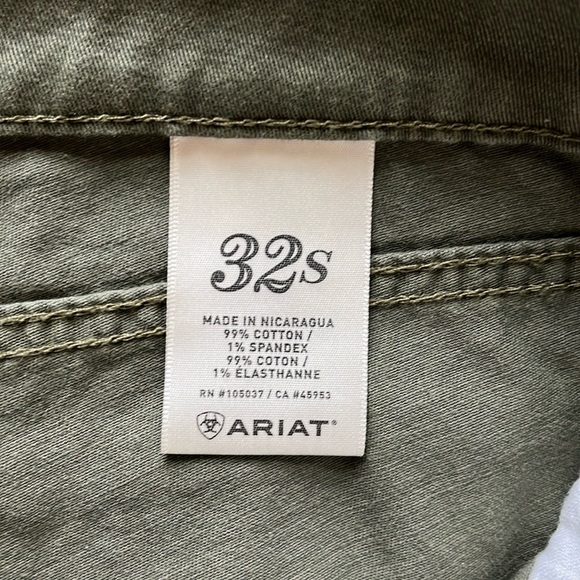 32s
MADE IN NICARAGUA
99% COTTON /
1% SPANDEX
99% COTON /
1% ÉLASTHANNE
RN #105037 / CA #45953
ARIAT®